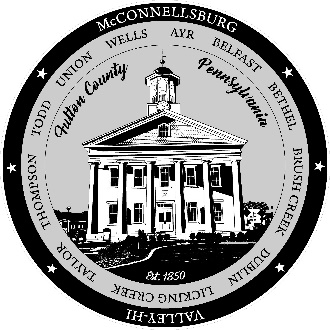 McCONNELLSBURG
TODD UNION WELLS AYR BELFAST BETHEL BRUSH CREEK DUBLIN LICKING CREEK TAYLOR THOMPSON
Fulton County Pennsylvania
Est. 1850
VALLEY-HI